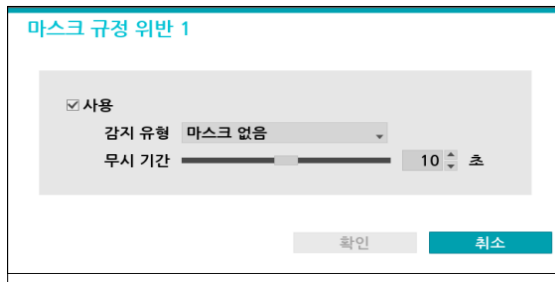 마스크 규정 위반 1
사용
감지 유형 마스크 없음
무시 기간 10 초
확인 취소